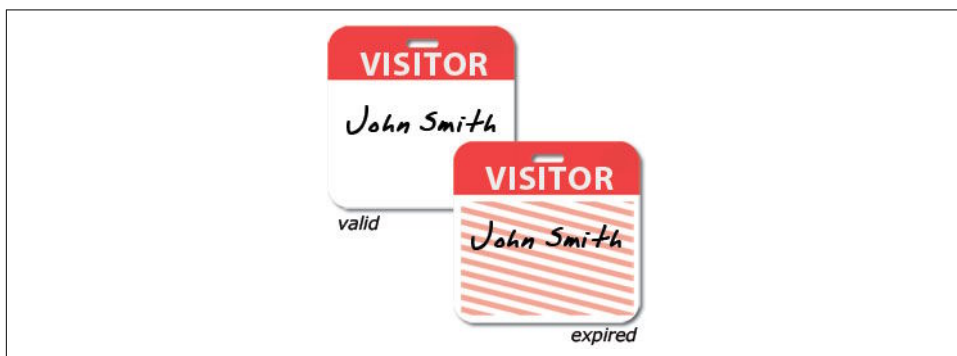 VISITOR
John Smith
valid
VISITOR
John Smith
expired